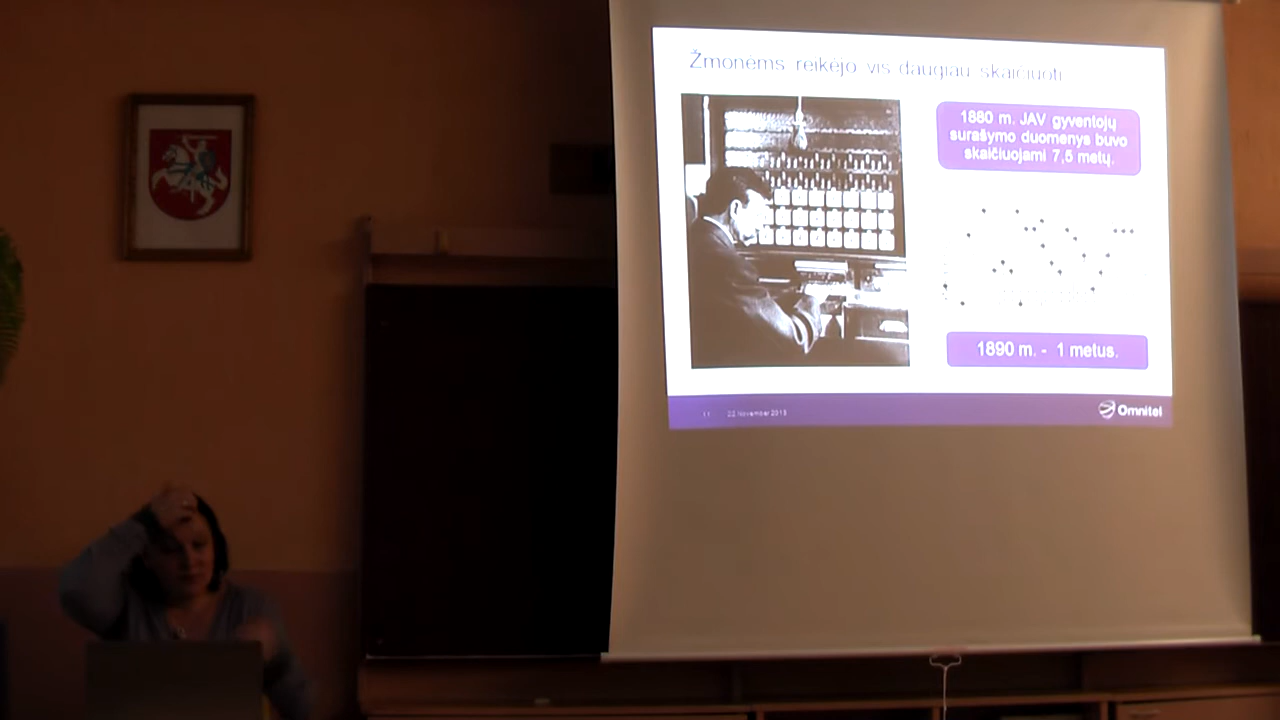 Žmonėms reikėjo vis daugiau skaičiuoti
1880 m. JAV gyventojų
surašymo duomenys buvo
skaičiuojami 7,5 metų.
1890 m. - 1 metus.
11 22 November 2013
Omnitel